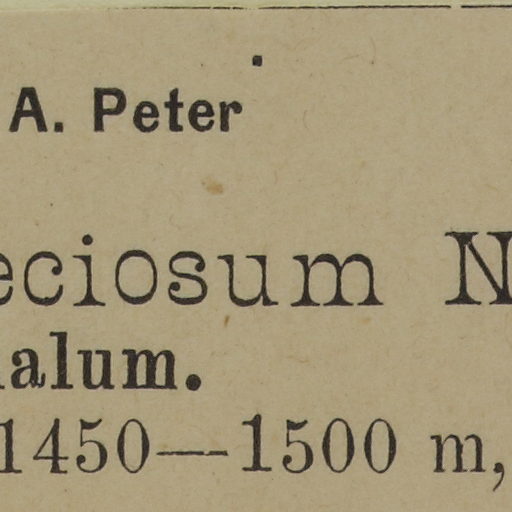 A. Peter
eciosum N
alum.
1450—1500 m,